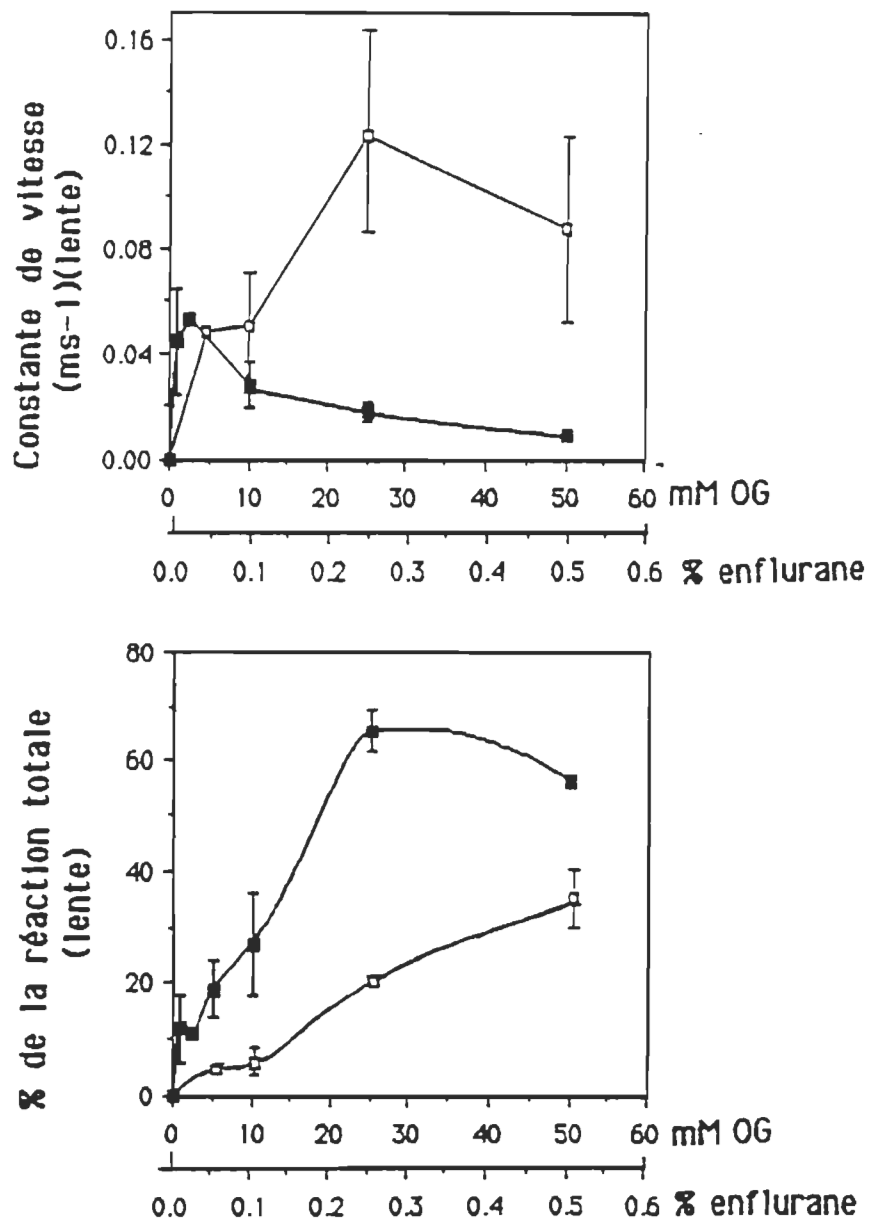 Constante de vitesse
(ms-1)(lente)
0.16
0.12
0.08
0.04
0.00
0 10 20 30 40 50 60 mM OG
0.0 0.1 0.2 0.3 0.4 0.5 0.6 % enflurane
% de la réaction totale
(lente)
80
60
40
20
0
0 10 20 30 40 50 60 mM OG
0.0 0.1 0.2 0.3 0.4 0.5 0.6 % enflurane